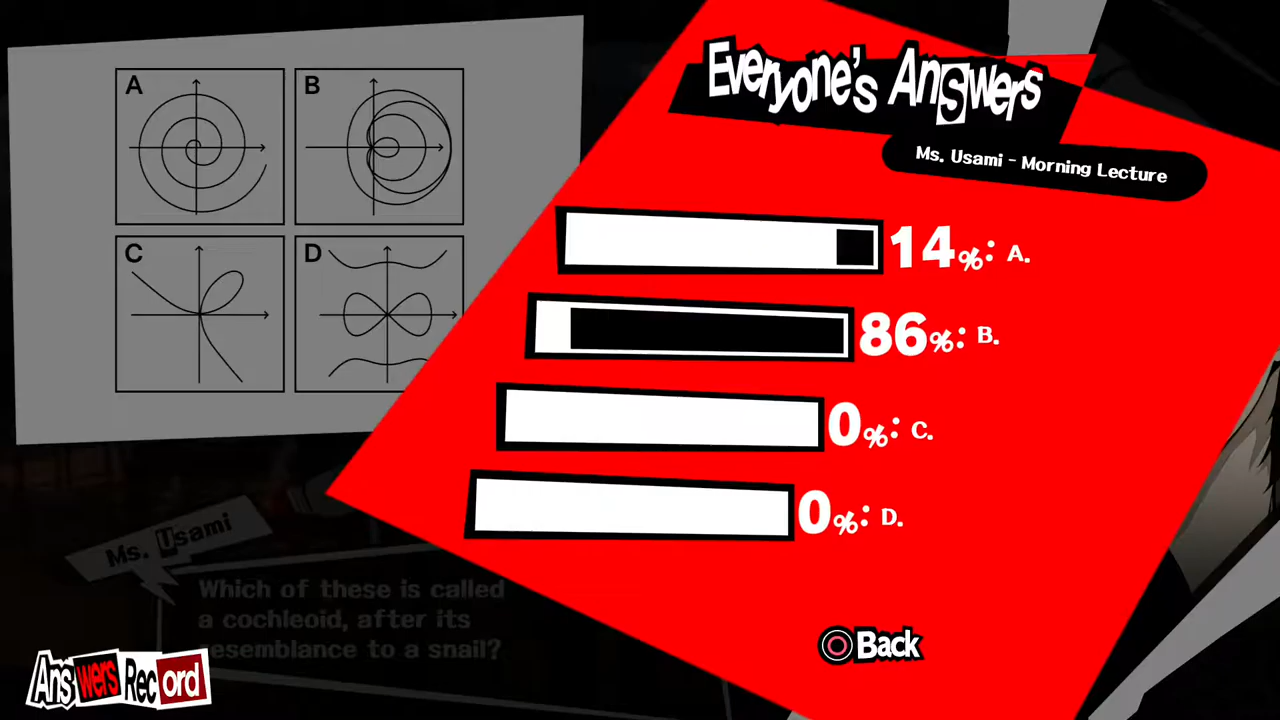 A
B
C
D
Everyone's Answers
Ms. Usami - Morning Lecture
14%: A.
86%: B.
0%: C.
0%: D.
Ms. Usami
Which of these is called
a cochleoid, after its
resemblance to a snail?
Back
Answers Record